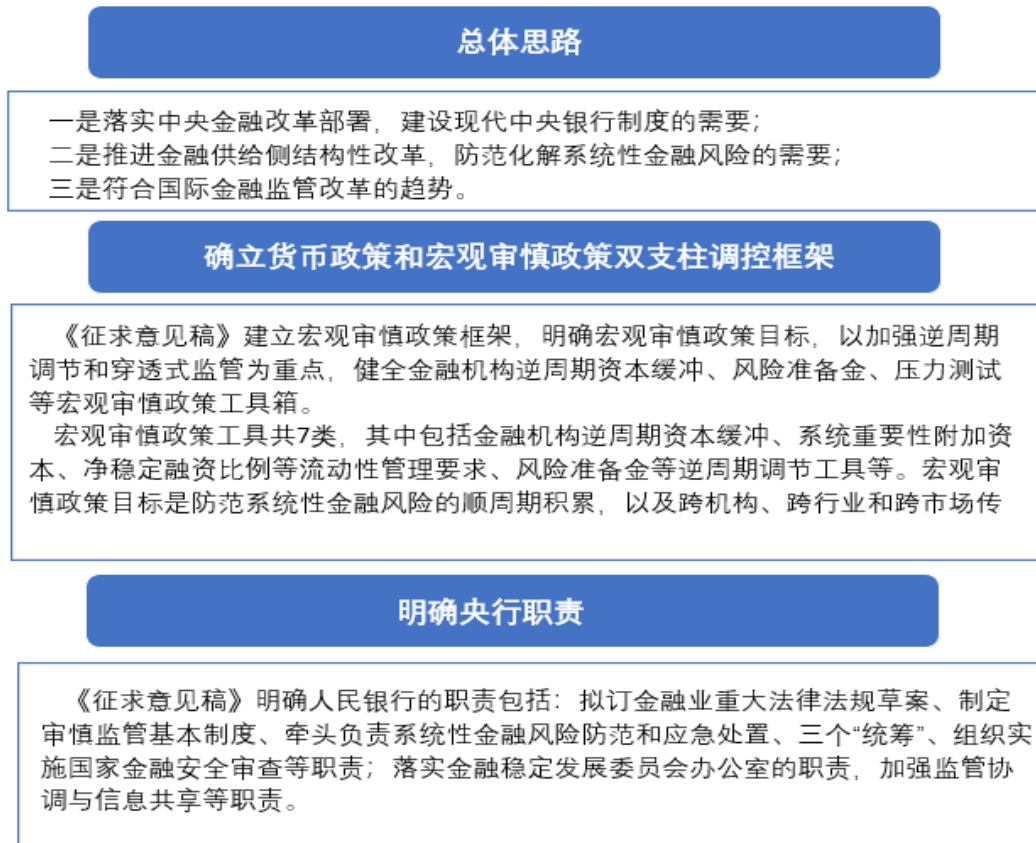 总体思路
一是落实中央金融改革部署，建设现代中央银行制度的需要；
二是推进金融供给侧结构性改革，防范化解系统性金融风险的需要；
三是符合国际金融监管改革的趋势。
确立货币政策和宏观审慎政策双支柱调控框架
《征求意见稿》建立宏观审慎政策框架，明确宏观审慎政策目标，以加强逆周期
调节和穿透式监管为重点，健全金融机构逆周期资本缓冲、风险准备金、压力测试
等宏观审慎政策工具箱。
宏观审慎政策工具共7类，其中包括金融机构逆周期资本缓冲、系统重要性附加资
本、净稳定融资比例等流动性管理要求、风险准备金等逆周期调节工具等。宏观审
慎政策目标是防范系统性金融风险的顺周期积累，以及跨机构、跨行业和跨市场传
明确央行职责
《征求意见稿》明确人民银行的职责包括：拟订金融业重大法律法规草案、制定
审慎监管基本制度、牵头负责系统性金融风险防范和应急处置、三个“统筹”、组织实
施国家金融安全审查等职责；落实金融稳定发展委员会办公室的职责，加强监管协
调与信息共享等职责。